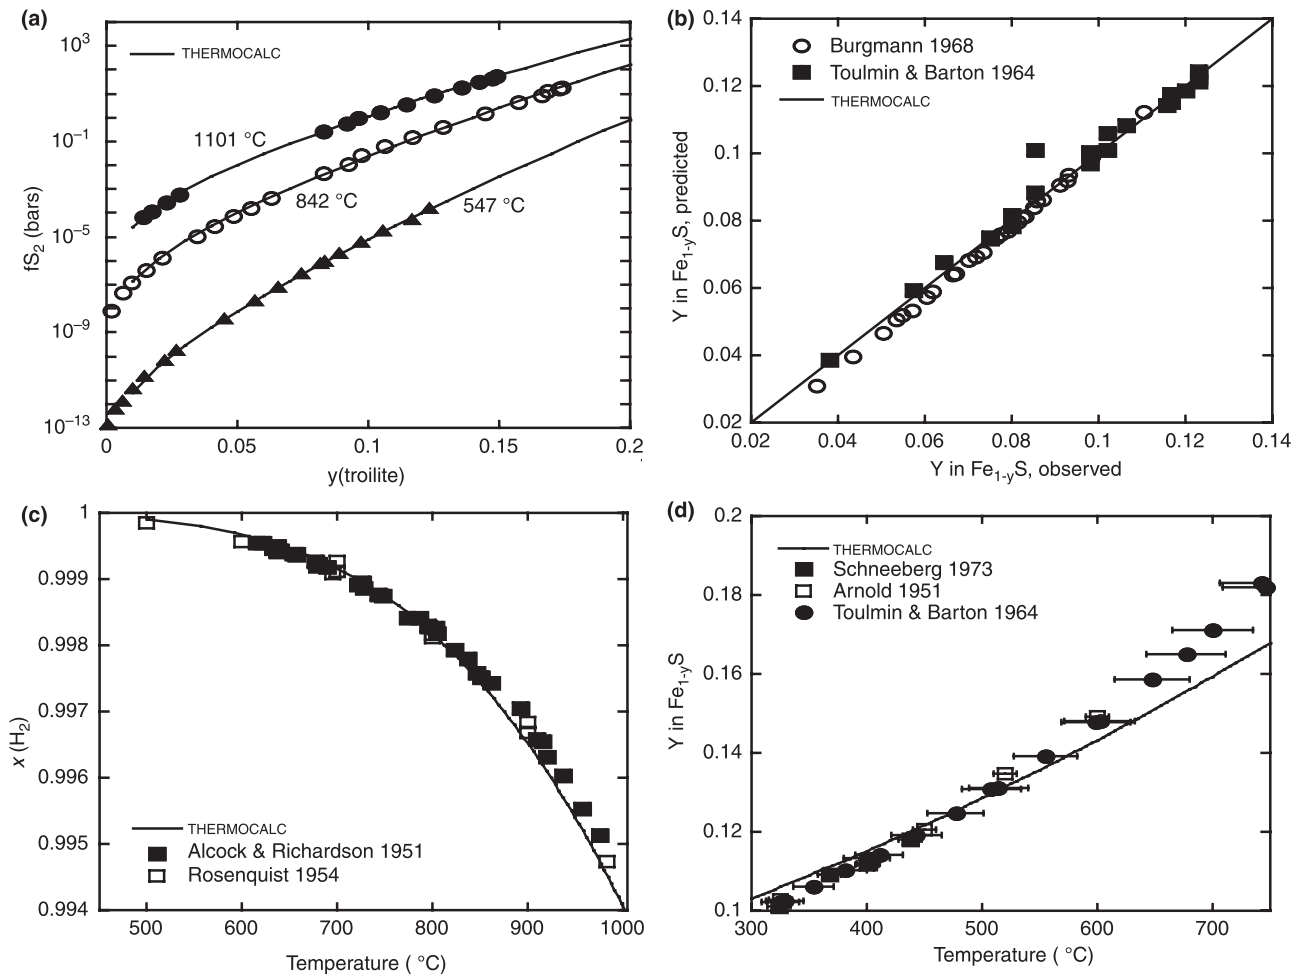 (a)
THERMOCALC
10³
10⁻¹
10⁻⁵
10⁻⁹
10⁻¹³
fS₂ (bars)
1101 °C
842 °C
547 °C
0
0.05
0.1
0.15
0.2
y(troilite)
(b)
Burgmann 1968
Toulmin & Barton 1964
THERMOCALC
0.14
0.12
0.1
0.08
0.06
0.04
0.02
Y in Fe₁₋yS, predicted
0.02
0.04
0.06
0.08
0.1
0.12
0.14
Y in Fe₁₋yS, observed
(c)
1
0.999
0.998
0.997
0.996
0.995
0.994
x (H₂)
THERMOCALC
Alcock & Richardson 1951
Rosenquist 1954
500
600
700
800
900
1000
Temperature ( °C)
(d)
THERMOCALC
Schneeberg 1973
Arnold 1951
Toulmin & Barton 1964
0.2
0.18
0.16
0.14
0.12
0.1
Y in Fe₁₋yS
300
400
500
600
700
Temperature ( °C)